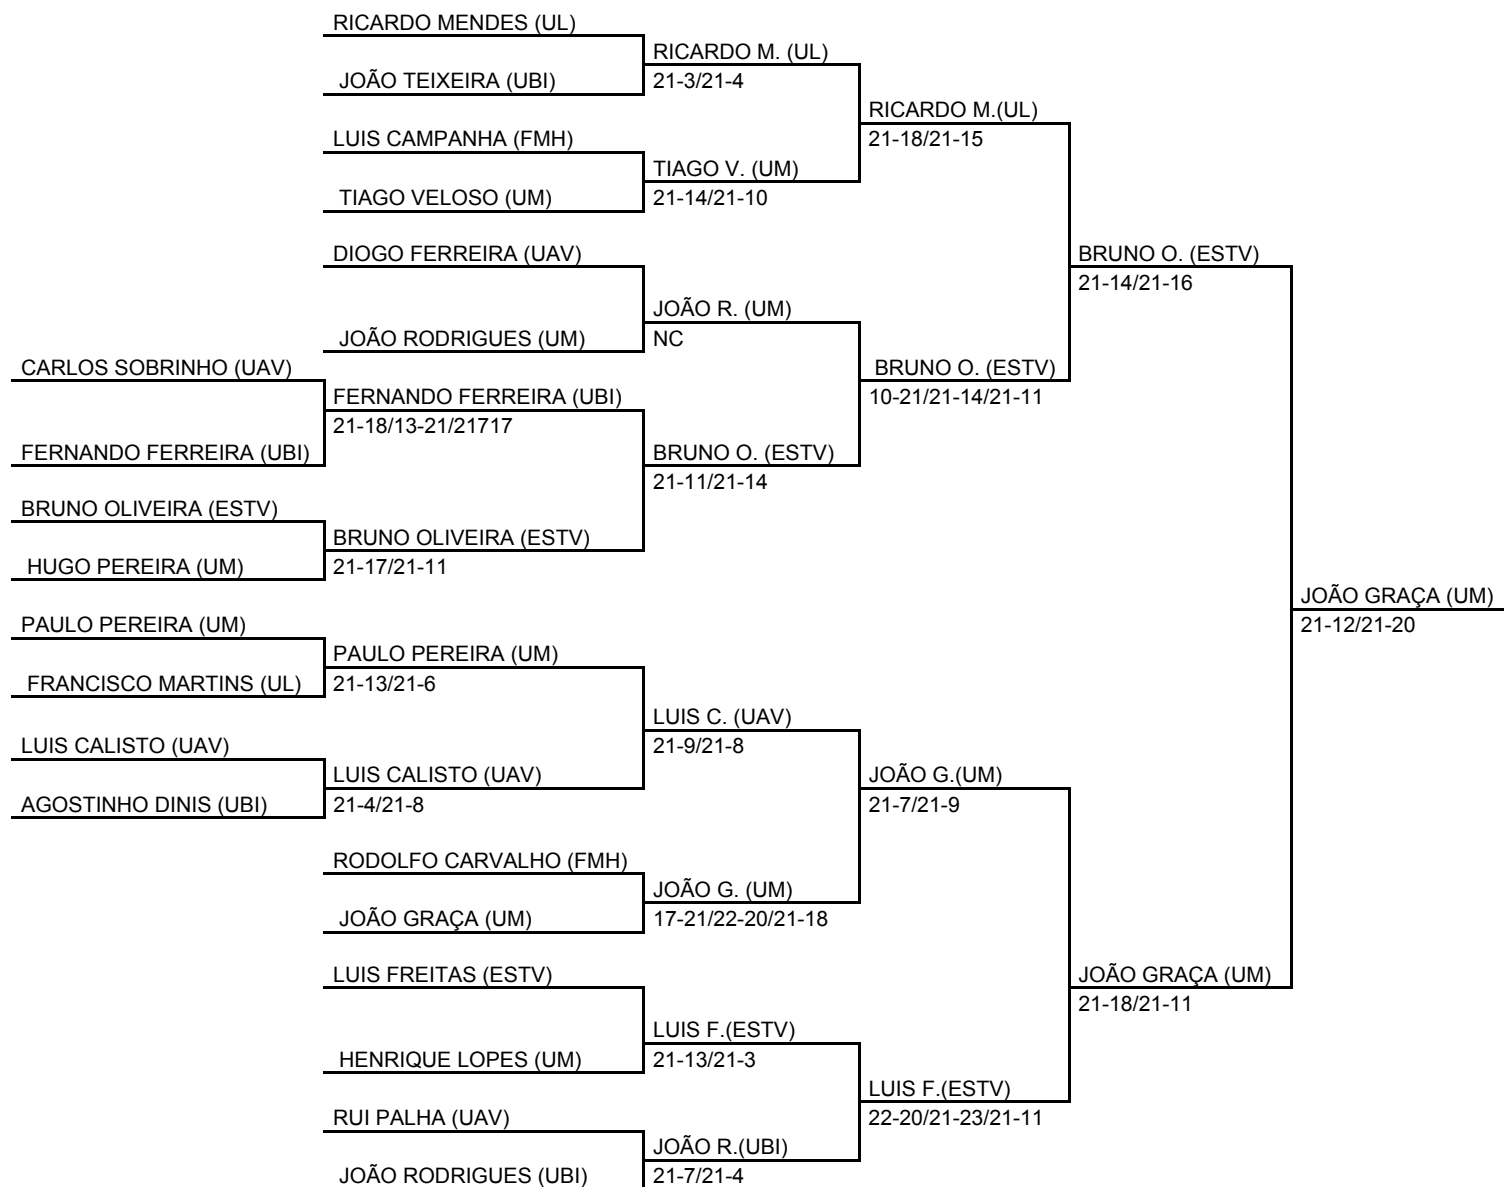 RICARDO MENDES (UL)
RICARDO M. (UL)
JOÃO TEIXEIRA (UBI)
21-3/21-4
RICARDO M.(UL)
LUIS CAMPANHA (FMH)
21-18/21-15
TIAGO V. (UM)
TIAGO VELOSO (UM)
21-14/21-10
DIOGO FERREIRA (UAV)
BRUNO O. (ESTV)
21-14/21-16
JOÃO R. (UM)
JOÃO RODRIGUES (UM)
NC
CARLOS SOBRINHO (UAV)
BRUNO O. (ESTV)
FERNANDO FERREIRA (UBI)
10-21/21-14/21-11
21-18/13-21/21717
FERNANDO FERREIRA (UBI)
BRUNO O. (ESTV)
21-11/21-14
BRUNO OLIVEIRA (ESTV)
BRUNO OLIVEIRA (ESTV)
HUGO PEREIRA (UM)
21-17/21-11
JOÃO GRAÇA (UM)
PAULO PEREIRA (UM)
21-12/21-20
PAULO PEREIRA (UM)
FRANCISCO MARTINS (UL)
21-13/21-6
LUIS C. (UAV)
LUIS CALISTO (UAV)
21-9/21-8
LUIS CALISTO (UAV)
JOÃO G.(UM)
AGOSTINHO DINIS (UBI)
21-4/21-8
21-7/21-9
RODOLFO CARVALHO (FMH)
JOÃO G. (UM)
JOÃO GRAÇA (UM)
17-21/22-20/21-18
LUIS FREITAS (ESTV)
JOÃO GRAÇA (UM)
21-18/21-11
LUIS F.(ESTV)
HENRIQUE LOPES (UM)
21-13/21-3
LUIS F.(ESTV)
RUI PALHA (UAV)
22-20/21-23/21-11
JOÃO R.(UBI)
JOÃO RODRIGUES (UBI)
21-7/21-4